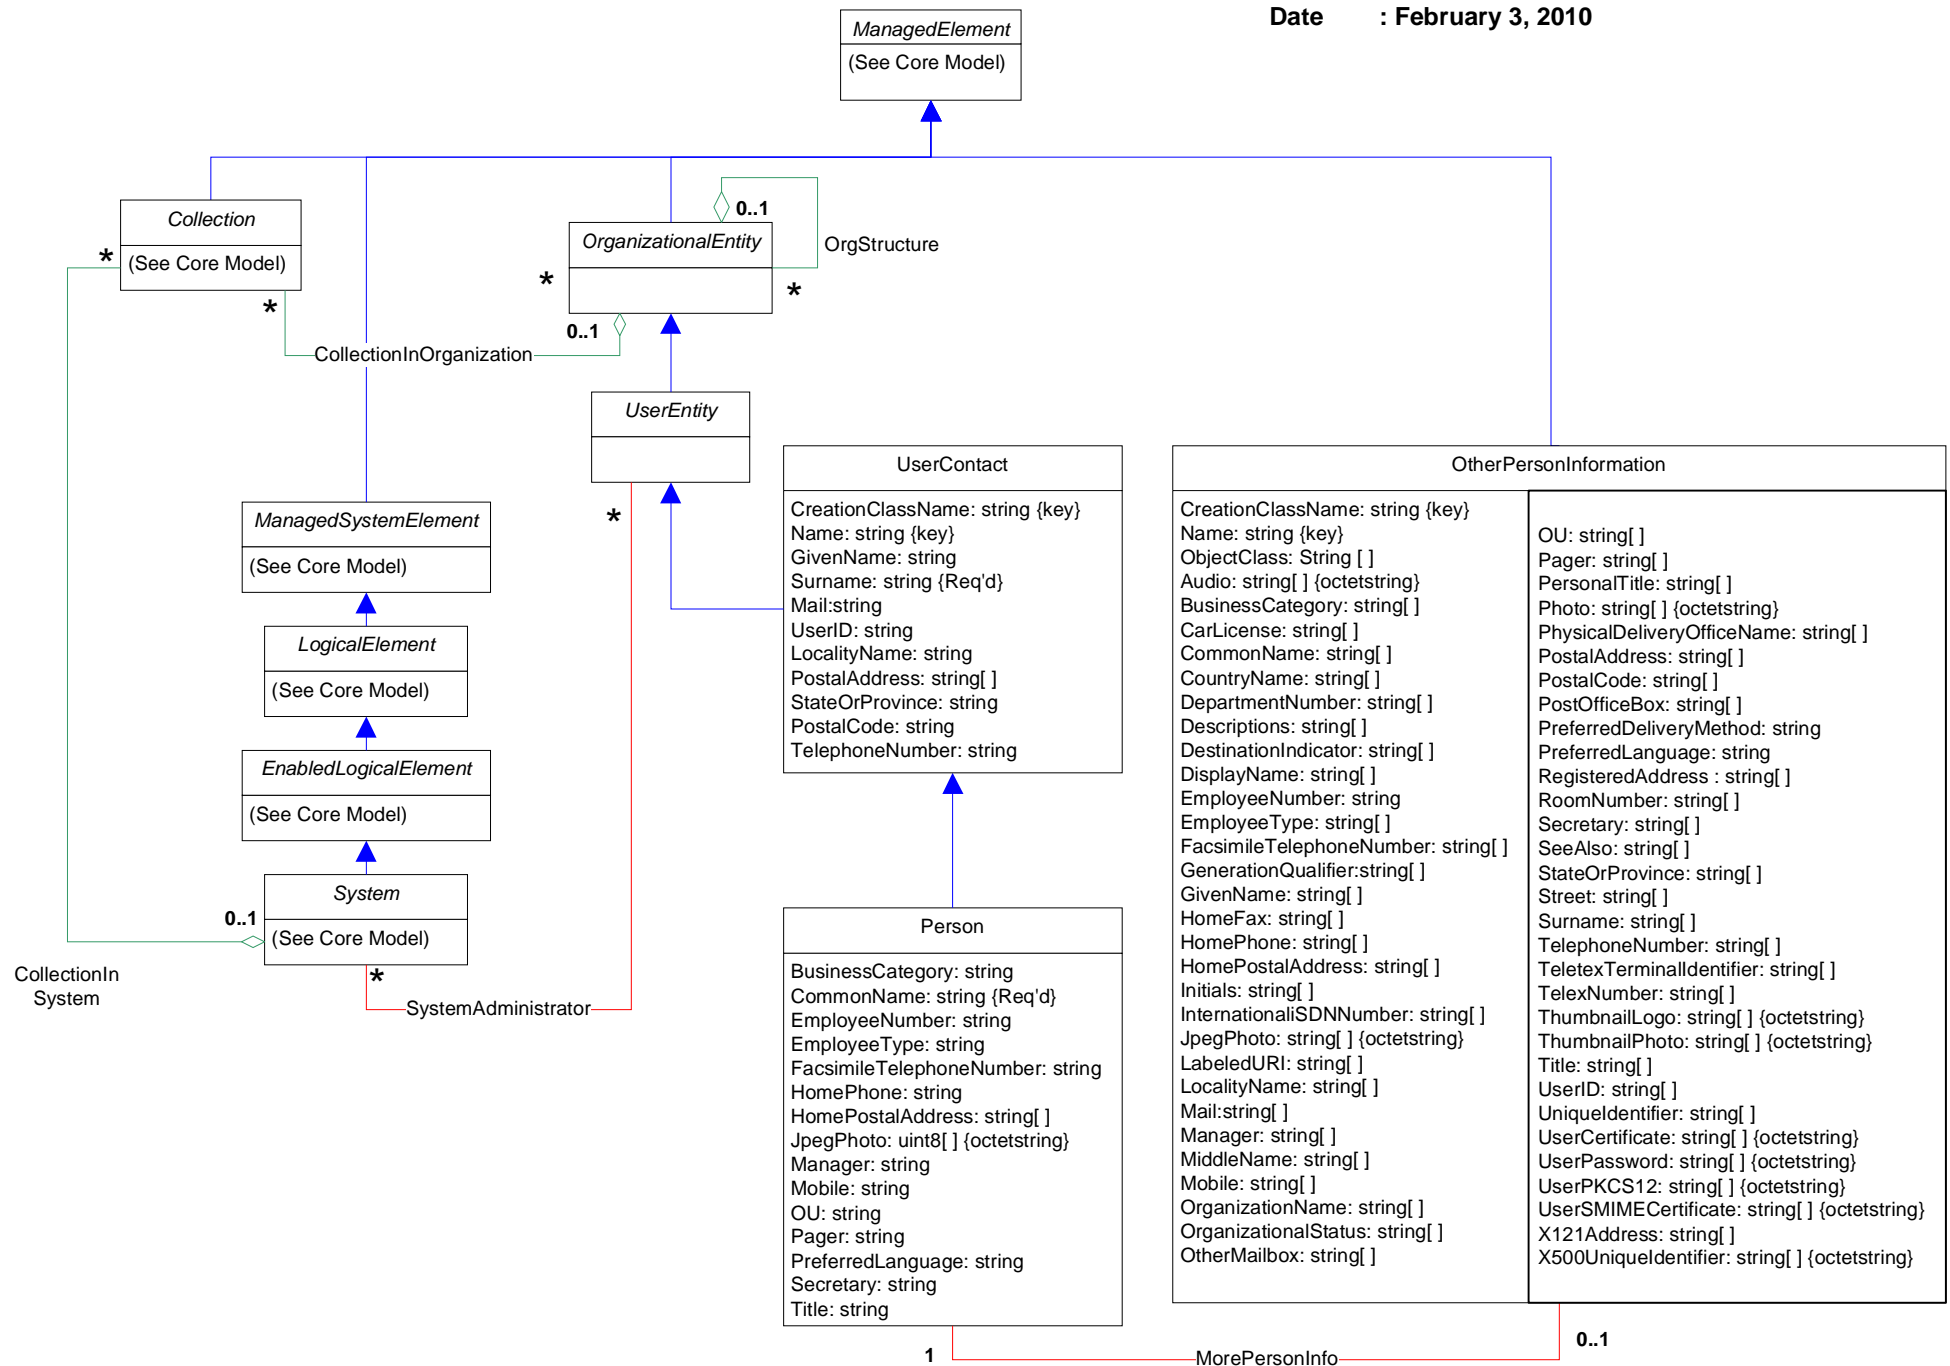 Date : February 3, 2010
ManagedElement
(See Core Model)
Collection
(See Core Model)
*
*
0..1
OrganizationalEntity
OrgStructure
*
*
0..1
CollectionInOrganization
UserEntity
*
ManagedSystemElement
(See Core Model)
LogicalElement
(See Core Model)
EnabledLogicalElement
(See Core Model)
System
(See Core Model)
0..1
*
CollectionIn
System
SystemAdministrator
UserContact
CreationClassName: string {key}
Name: string {key}
GivenName: string
Surname: string {Req'd}
Mail:string
UserID: string
LocalityName: string
PostalAddress: string[ ]
StateOrProvince: string
PostalCode: string
TelephoneNumber: string
Person
BusinessCategory: string
CommonName: string {Req'd}
EmployeeNumber: string
EmployeeType: string
FacsimileTelephoneNumber: string
HomePhone: string
HomePostalAddress: string[ ]
JpegPhoto: uint8[ ] {octetstring}
Manager: string
Mobile: string
OU: string
Pager: string
PreferredLanguage: string
Secretary: string
Title: string
OtherPersonInformation
CreationClassName: string {key}
Name: string {key}
ObjectClass: String [ ]
Audio: string[ ] {octetstring}
BusinessCategory: string[ ]
CarLicense: string[ ]
CommonName: string[ ]
CountryName: string[ ]
DepartmentNumber: string[ ]
Descriptions: string[ ]
DestinationIndicator: string[ ]
DisplayName: string[ ]
EmployeeNumber: string
EmployeeType: string[ ]
FacsimileTelephoneNumber: string[ ]
GenerationQualifier:string[ ]
GivenName: string[ ]
HomeFax: string[ ]
HomePhone: string[ ]
HomePostalAddress: string[ ]
Initials: string[ ]
InternationaliSDNNumber: string[ ]
JpegPhoto: string[ ] {octetstring}
LabeledURI: string[ ]
LocalityName: string[ ]
Mail:string[ ]
Manager: string[ ]
MiddleName: string[ ]
Mobile: string[ ]
OrganizationName: string[ ]
OrganizationalStatus: string[ ]
OtherMailbox: string[ ]
OU: string[ ]
Pager: string[ ]
PersonalTitle: string[ ]
Photo: string[ ] {octetstring}
PhysicalDeliveryOfficeName: string[ ]
PostalAddress: string[ ]
PostalCode: string[ ]
PostOfficeBox: string[ ]
PreferredDeliveryMethod: string
PreferredLanguage: string
RegisteredAddress : string[ ]
RoomNumber: string[ ]
Secretary: string[ ]
SeeAlso: string[ ]
StateOrProvince: string[ ]
Street: string[ ]
Surname: string[ ]
TelephoneNumber: string[ ]
TeletexTerminalIdentifier: string[ ]
TelexNumber: string[ ]
ThumbnailLogo: string[ ] {octetstring}
ThumbnailPhoto: string[ ] {octetstring}
Title: string[ ]
UserID: string[ ]
UniqueIdentifier: string[ ]
UserCertificate: string[ ] {octetstring}
UserPassword: string[ ] {octetstring}
UserPKCS12: string[ ] {octetstring}
UserSMIMECertificate: string[ ] {octetstring}
X121Address: string[ ]
X500UniqueIdentifier: string[ ] {octetstring}
1
MorePersonInfo
0..1